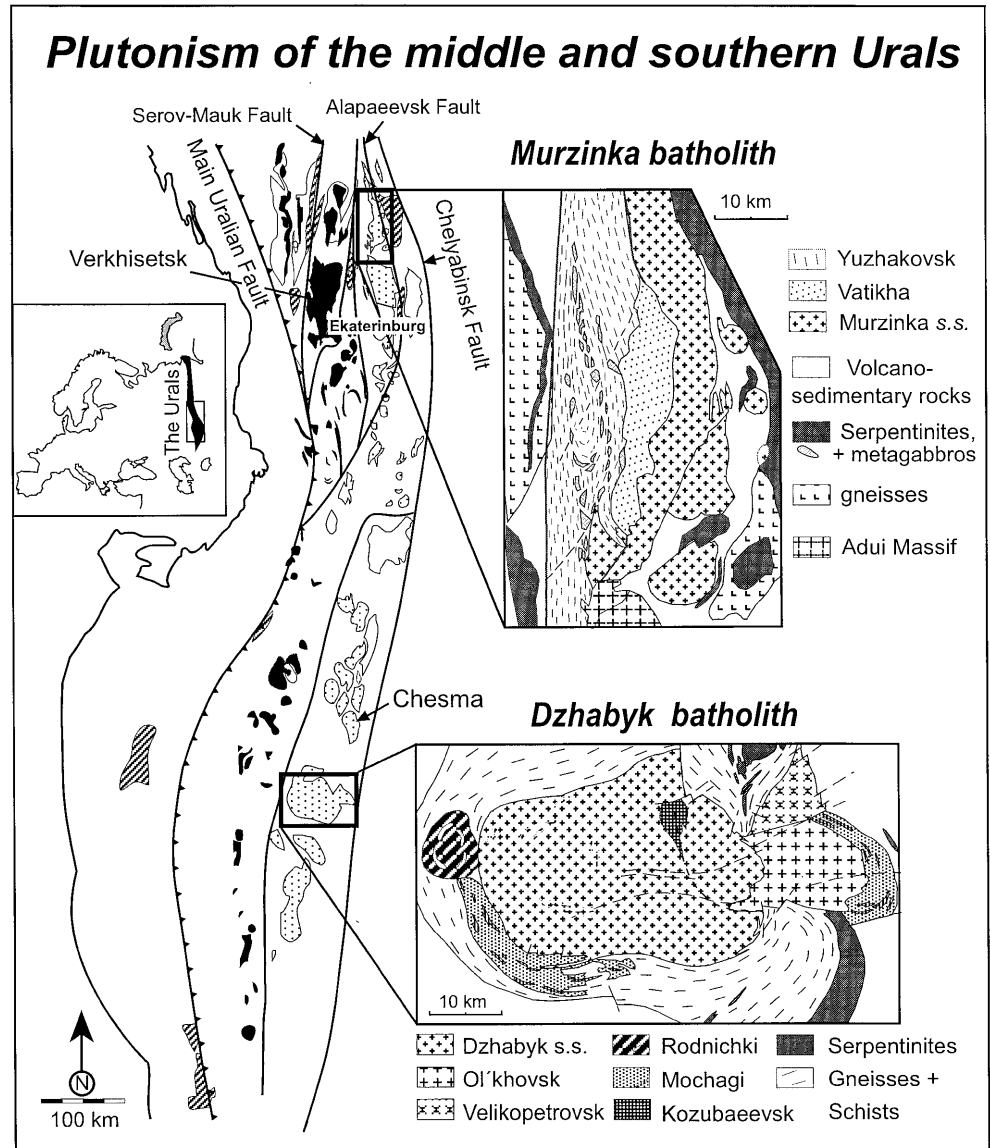 Plutonism of the middle and southern Urals
Serov-Mauk Fault
Alapaeevsk Fault
Main Uralian Fault
Verkhisetsk
Ekaterinburg
Chelyabinsk Fault
The Urals
Chesma
100 km
N
Murzinka batholith
10 km
Yuzhakovsk
Vatikha
Murzinka s.s.
Volcano-
sedimentary rocks
Serpentinites,
+ metagabbros
gneisses
Adui Massif
Dzhabyk batholith
10 km
Dzhabyk s.s.
Rodnichki
Serpentinites
Ol´khovsk
Mochagi
Gneisses +
Schists
Velikopetrovsk
Kozubaeevsk